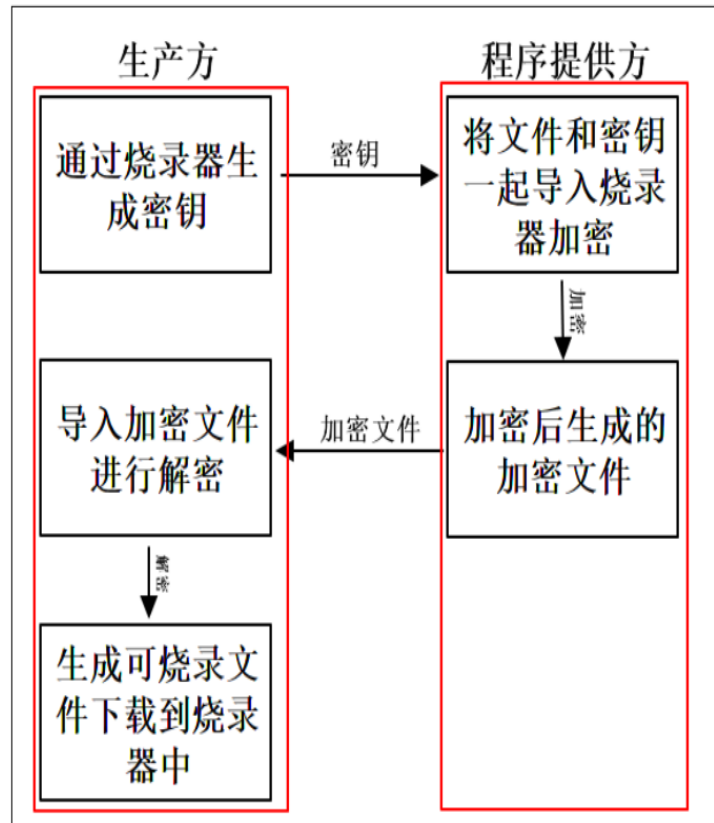 生产方
程序提供方
通过烧录器生
成密钥
密钥
将文件和密钥
一起导入烧录
器加密
加密
导入加密文件
进行解密
加密文件
加密后生成的
加密文件
解密
生成可烧录文
件下载到烧录
器中